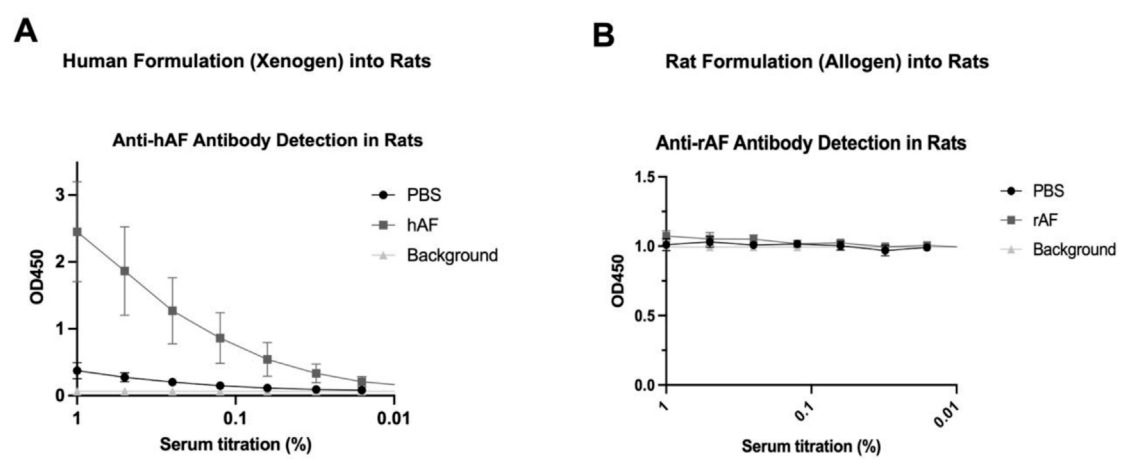 A
Human Formulation (Xenogen) into Rats
Anti-hAF Antibody Detection in Rats
3
2
1
0
OD450
1
0.1
0.01
Serum titration (%)
PBS
hAF
Background
B
Rat Formulation (Allogen) into Rats
Anti-rAF Antibody Detection in Rats
1.5
1.0
0.5
0.0
OD450
1
0.1
0.01
Serum titration (%)
PBS
rAF
Background